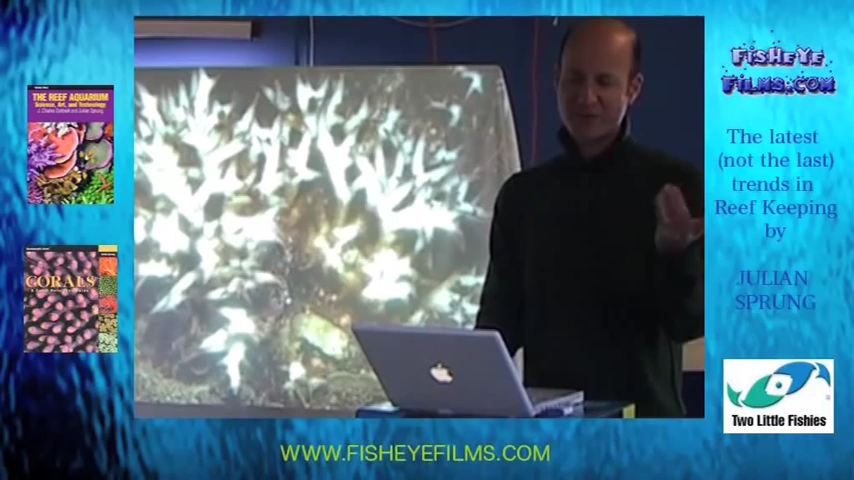 THE REEF AQUARIUM
Science, Art, and Technology
CORALS
FISHEYE
FILMS.COM
The latest
(not the last)
trends in
Reef Keeping
by
JULIAN
SPRUNG
Two Little Fishies
WWW.FISHEYEFILMS.COM